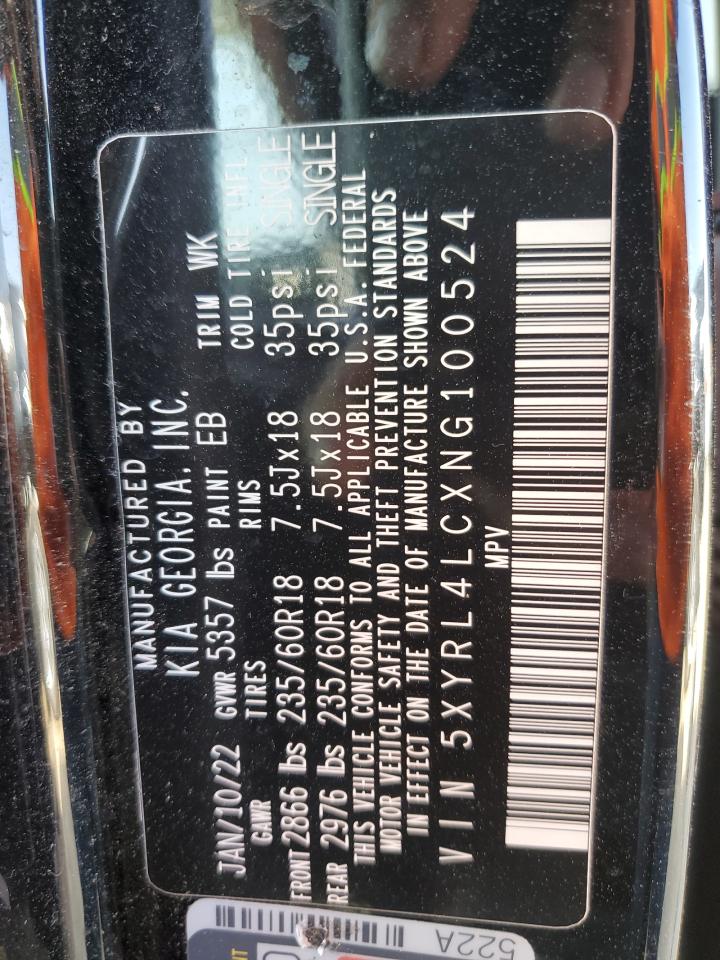 MANUFACTURED BY
KIA GEORGIA, INC.
JAN/10/22 GVWR 5357 lbs PAINT EB TRIM WK
GAWR TIRES RIMS COLD TIRE INFL
FRONT 2866 lbs 235/60R18 7.5Jx18 35psi SINGLE
REAR 2976 lbs 235/60R18 7.5Jx18 35psi SINGLE
THIS VEHICLE CONFORMS TO ALL APPLICABLE U.S.A. FEDERAL
MOTOR VEHICLE SAFETY AND THEFT PREVENTION STANDARDS
IN EFFECT ON THE DATE OF MANUFACTURE SHOWN ABOVE
VIN 5XYRL4LCXNG100524
MPV
522A